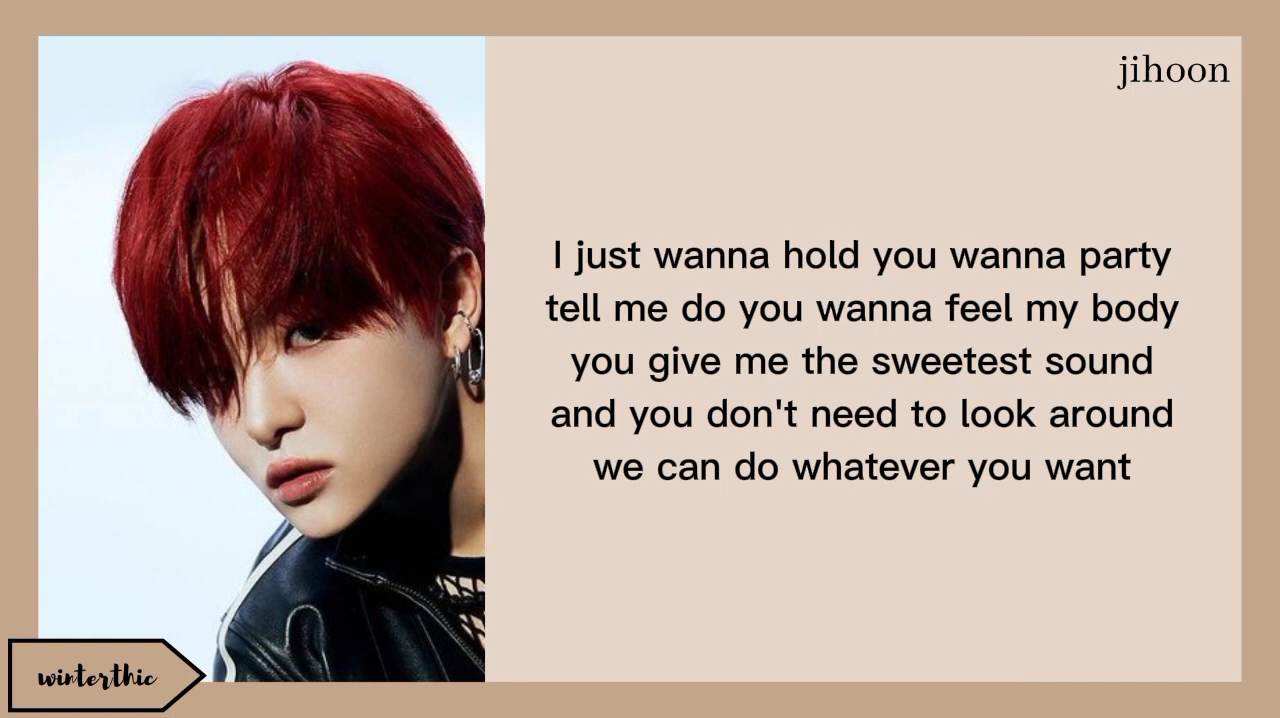 jihoon
I just wanna hold you wanna party
tell me do you wanna feel my body
you give me the sweetest sound
and you don't need to look around
we can do whatever you want
winterthic